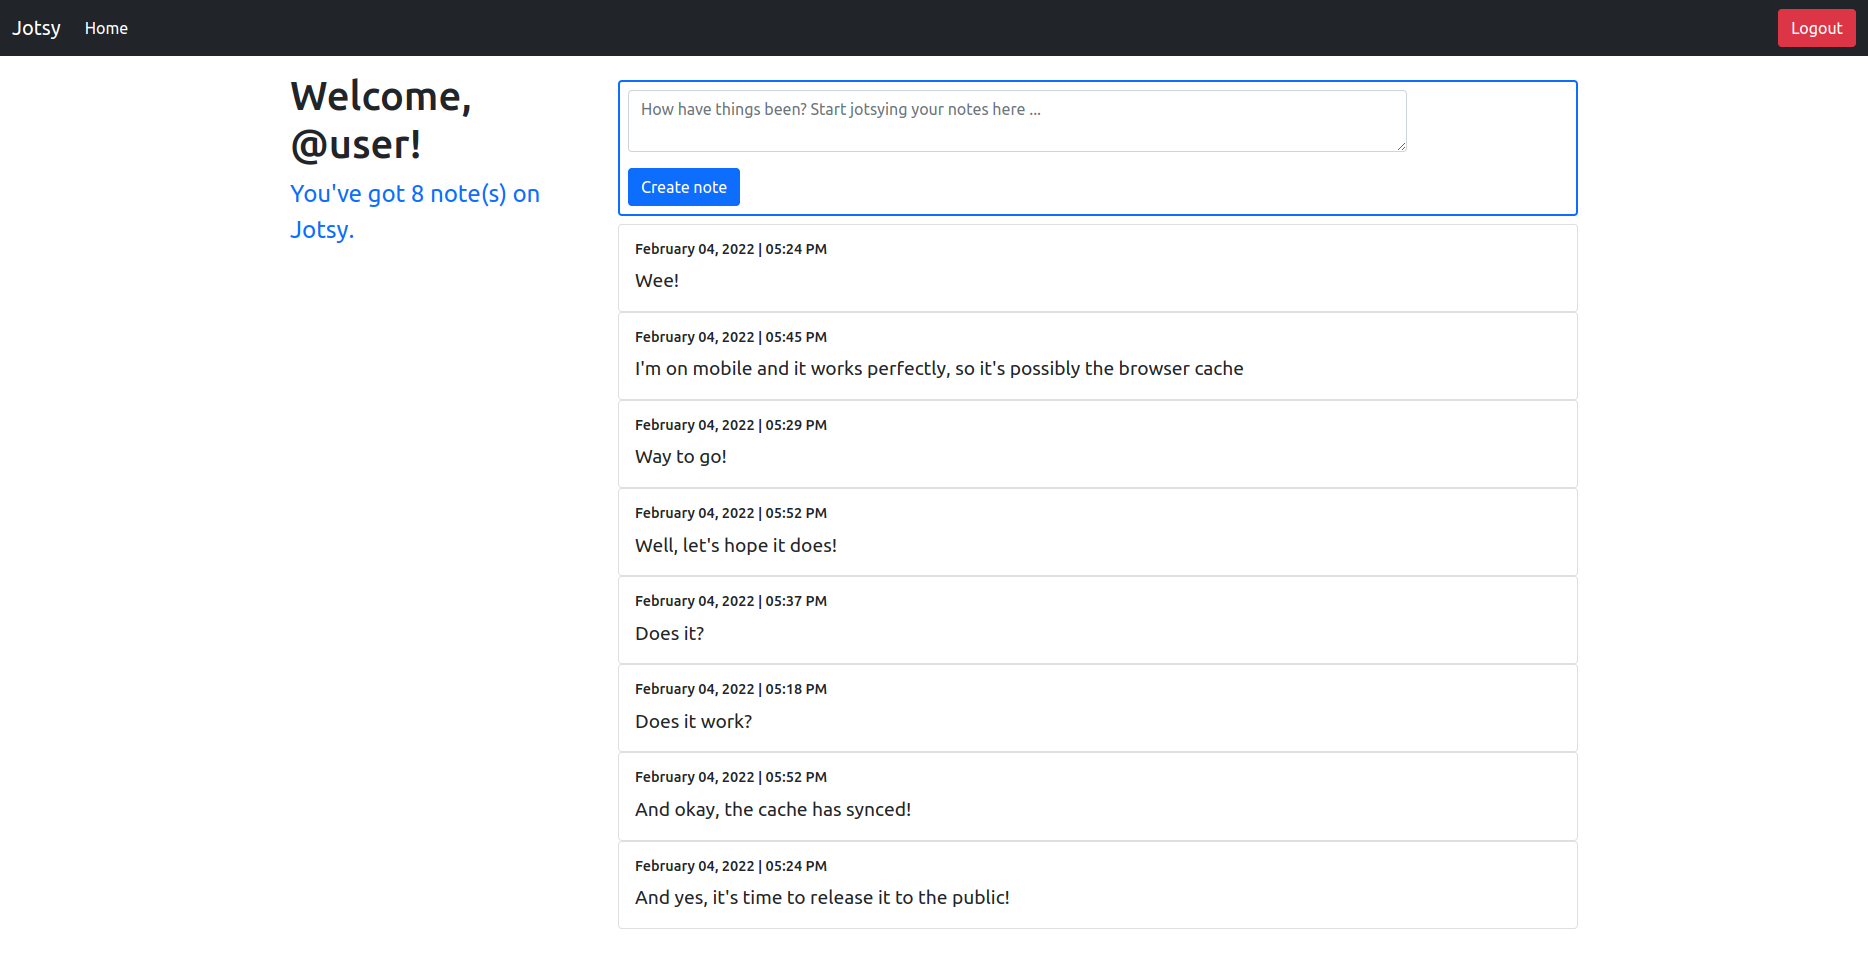 Jotsy Home Logout
Welcome,
@user!
You've got 8 note(s) on
Jotsy.
How have things been? Start jotsying your notes here ...
Create note
February 04, 2022 | 05:24 PM
Wee!
February 04, 2022 | 05:45 PM
I'm on mobile and it works perfectly, so it's possibly the browser cache
February 04, 2022 | 05:29 PM
Way to go!
February 04, 2022 | 05:52 PM
Well, let's hope it does!
February 04, 2022 | 05:37 PM
Does it?
February 04, 2022 | 05:18 PM
Does it work?
February 04, 2022 | 05:52 PM
And okay, the cache has synced!
February 04, 2022 | 05:24 PM
And yes, it's time to release it to the public!